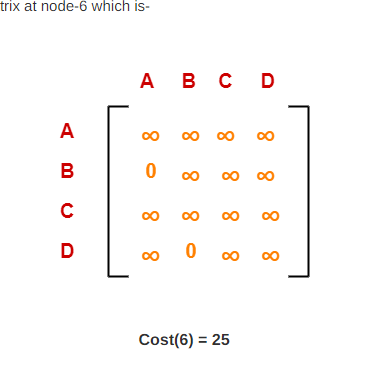 trix at node-6 which is-
A B C D
A ∞ ∞ ∞ ∞
B 0 ∞ ∞ ∞
C ∞ ∞ ∞ ∞
D ∞ 0 ∞ ∞
Cost(6) = 25